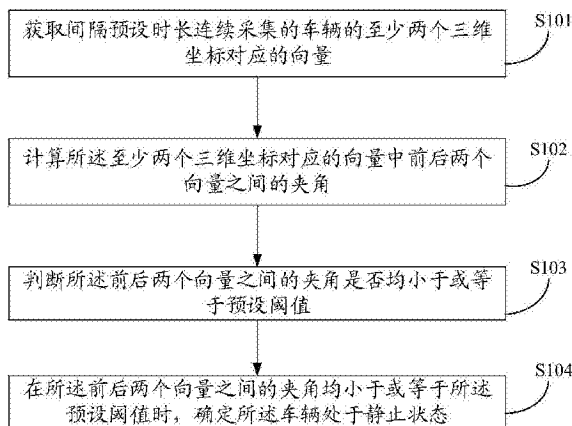 获取间隔预设时长连续采集的车辆的至少两个三维
坐标对应的向量
S101
计算所述至少两个三维坐标对应的向量中前后两个
向量之间的夹角
S102
判断所述前后两个向量之间的夹角是否均小于或等
于预设阈值
S103
在所述前后两个向量之间的夹角均小于或等于所述
预设阈值时，确定所述车辆处于静止状态
S104